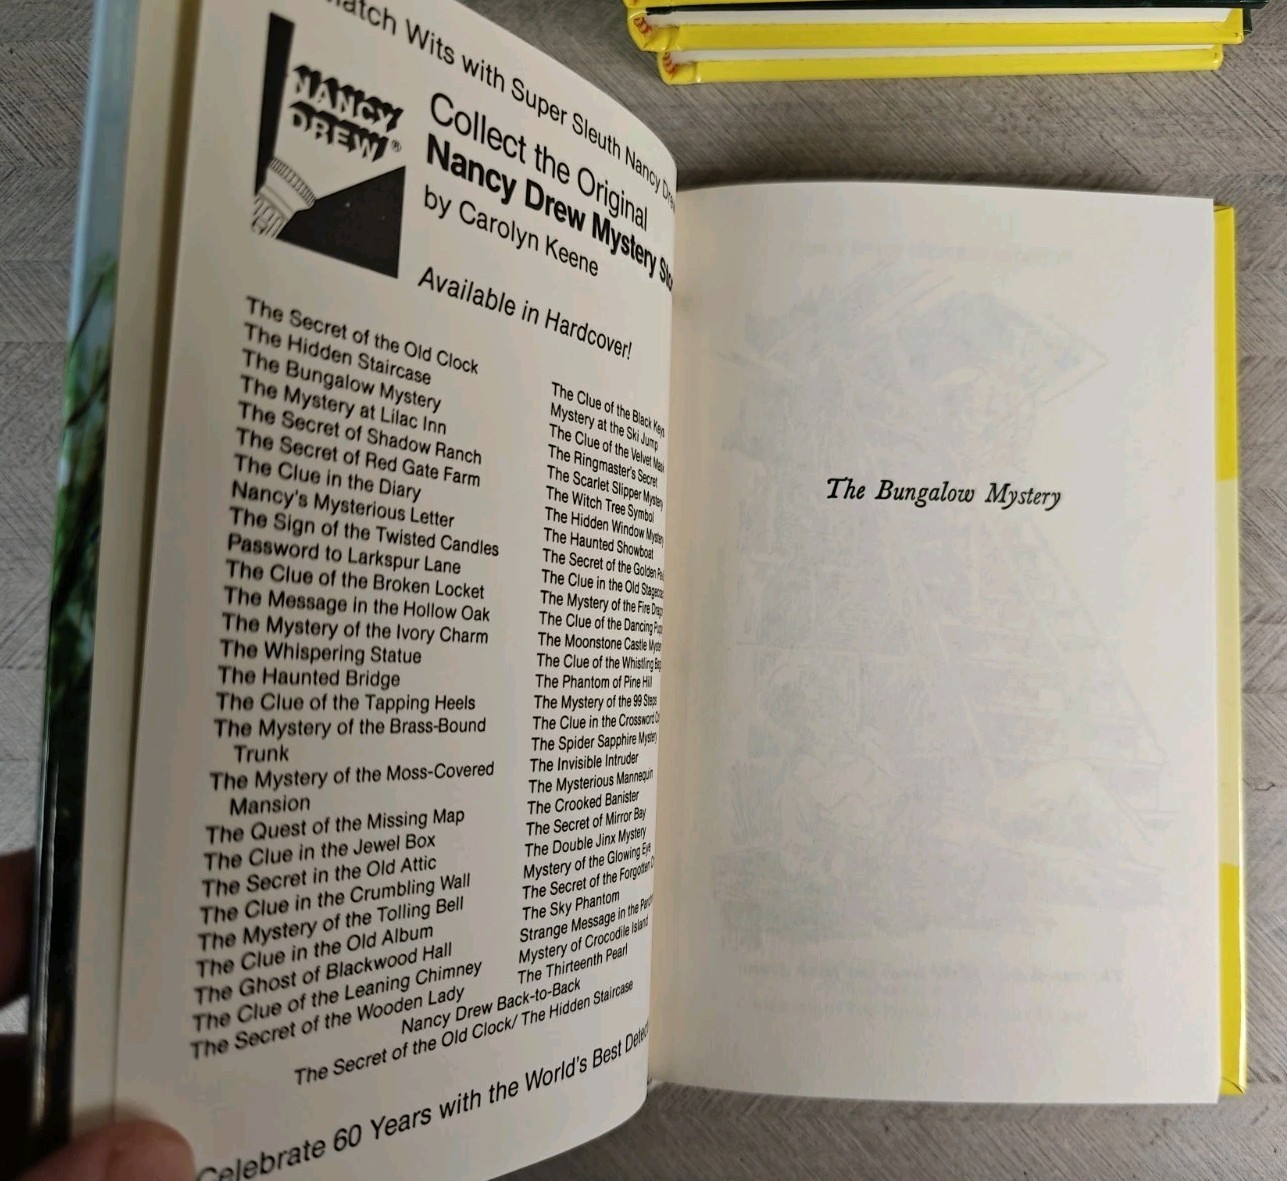 Wits with Super Sleuth Nancy
NANCY
DREW®
Collect the Original
Nancy Drew Mystery
by Carolyn Keene
Available in Hardcover!
The Secret of the Old Clock
The Hidden Staircase
The Bungalow Mystery
The Mystery at Lilac Inn
The Secret of Shadow Ranch
The Secret of Red Gate Farm
The Clue in the Diary
Nancy's Mysterious Letter
The Sign of the Twisted Candles
Password to Larkspur Lane
The Clue of the Broken Locket
The Message in the Hollow Oak
The Mystery of the Ivory Charm
The Whispering Statue
The Haunted Bridge
The Clue of the Tapping Heels
The Mystery of the Brass-Bound
Trunk
The Mystery of the Moss-Covered
Mansion
The Quest of the Missing Map
The Clue in the Jewel Box
The Secret in the Old Attic
The Clue in the Crumbling Wall
The Mystery of the Tolling Bell
The Clue in the Old Album
The Ghost of Blackwood Hall
The Clue of the Leaning Chimney
The Secret of the Wooden Lady
The Clue of the Black Keys
Mystery at the Ski Jump
The Clue of the Velvet
The Ringmaster's Secret
The Scarlet Slipper Mystery
The Witch Tree Symbol
The Hidden Window
The Haunted Showboat
The Secret of the Golden
The Clue in the Old
The Mystery of the Fire
The Clue of the Dancing
The Moonstone Castle
The Clue of the Whistling
The Phantom of Pine Hill
The Mystery of the 99 Steps
The Clue in the Crossword
The Spider Sapphire Mystery
The Invisible Intruder
The Mysterious Mannequin
The Crooked Banister
The Secret of Mirror Bay
The Double Jinx Mystery
Mystery of the Glowing Eye
The Secret of the Forgotten
The Sky Phantom
Strange Message in the
Mystery of Crocodile Island
The Thirteenth Pearl
Nancy Drew Back-to-Back
The Secret of the Old Clock/ The Hidden Staircase
Celebrate 60 Years with the World's Best
The Bungalow Mystery